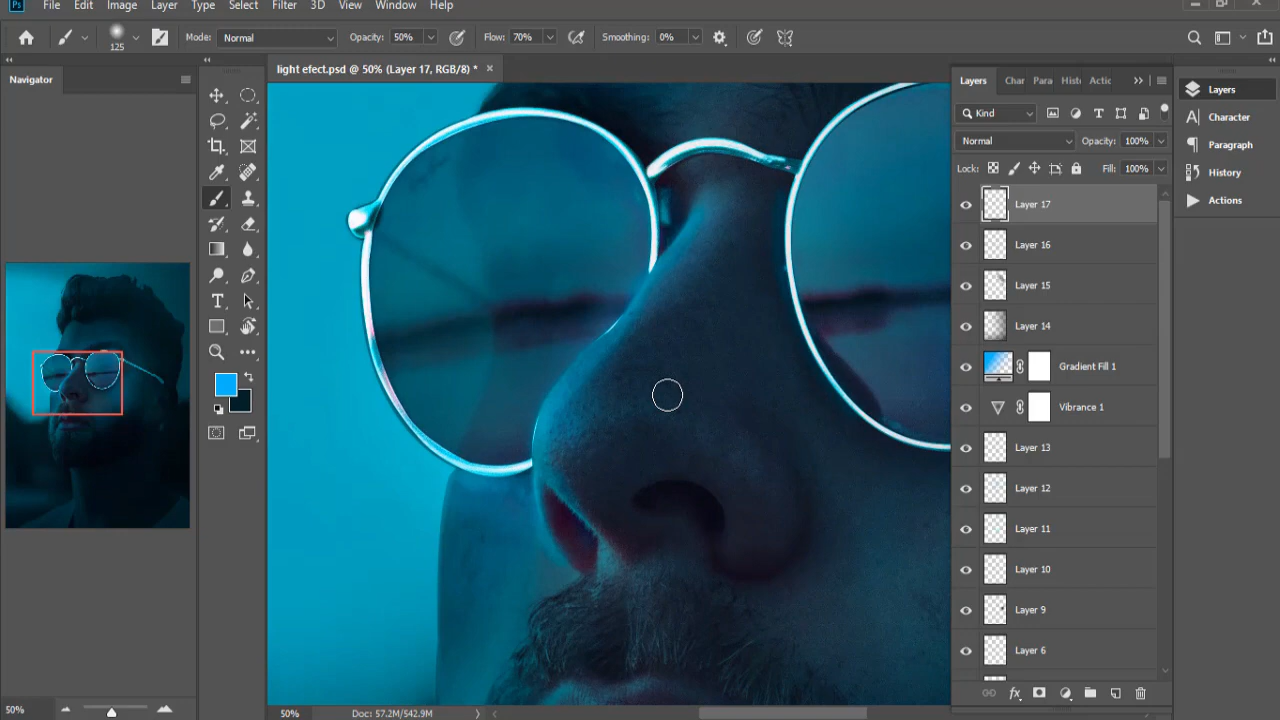 Ps File Edit Image Layer Type Select Filter 3D View Window Help
125 Mode: Normal Opacity: 50% Flow: 70% Smoothing: 0%
Navigator
light efect.psd @ 50% (Layer 17, RGB/8) *
Layers Char Para Hist Actic
Kind
Normal Opacity: 100%
Lock: Fill: 100%
Layer 17
Layer 16
Layer 15
Layer 14
Gradient Fill 1
Vibrance 1
Layer 13
Layer 12
Layer 11
Layer 10
Layer 9
Layer 6
Layers
Character
Paragraph
History
Actions
50%
50% Doc: 57.2M/542.9M